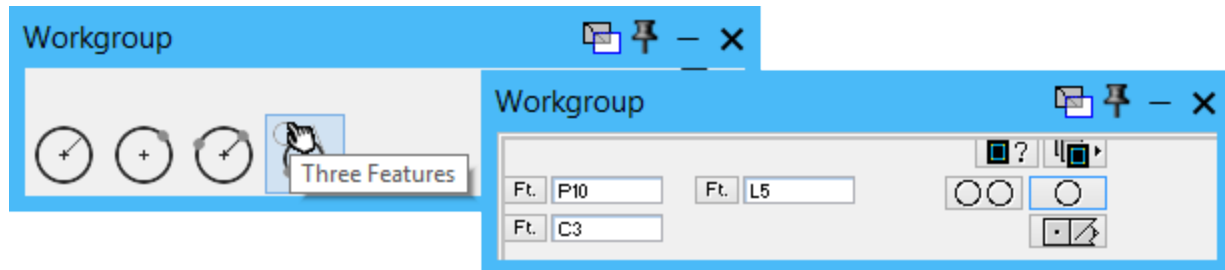 Workgroup
Three Features
Workgroup
?
Ft. P10 Ft. L5
Ft. C3